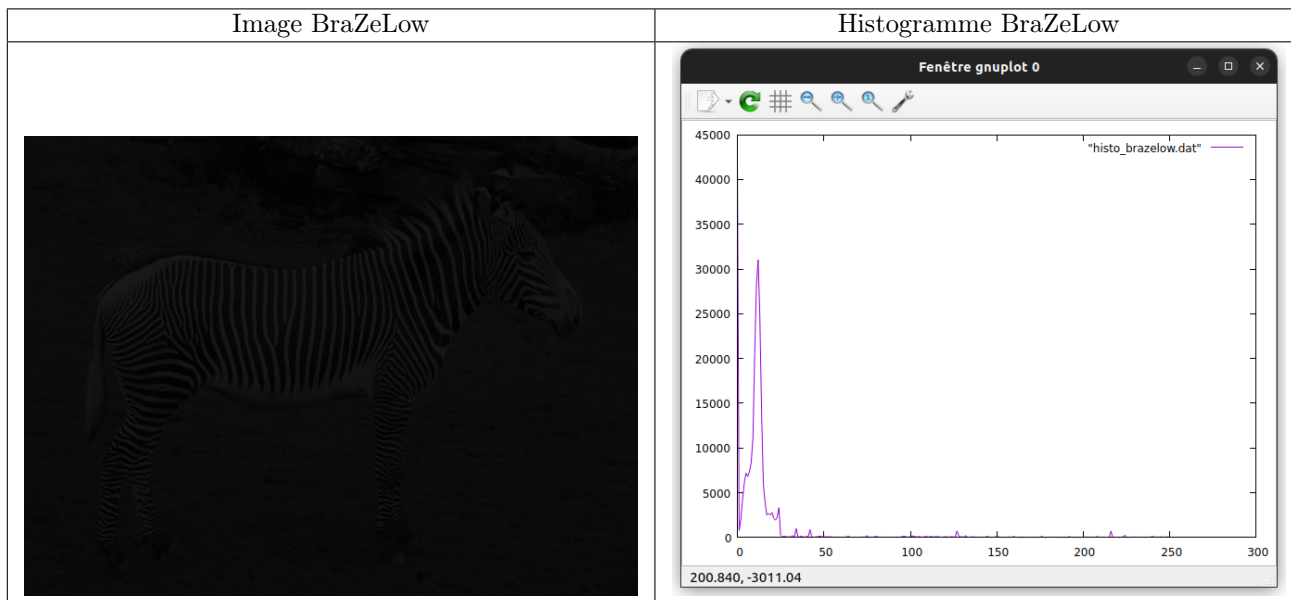 Image BraZeLow
Histogramme BraZeLow
Fenêtre gnuplot 0
45000
"histo_brazelow.dat"
40000
35000
30000
25000
20000
15000
10000
5000
0
0 50 100 150 200 250 300
200.840, -3011.04